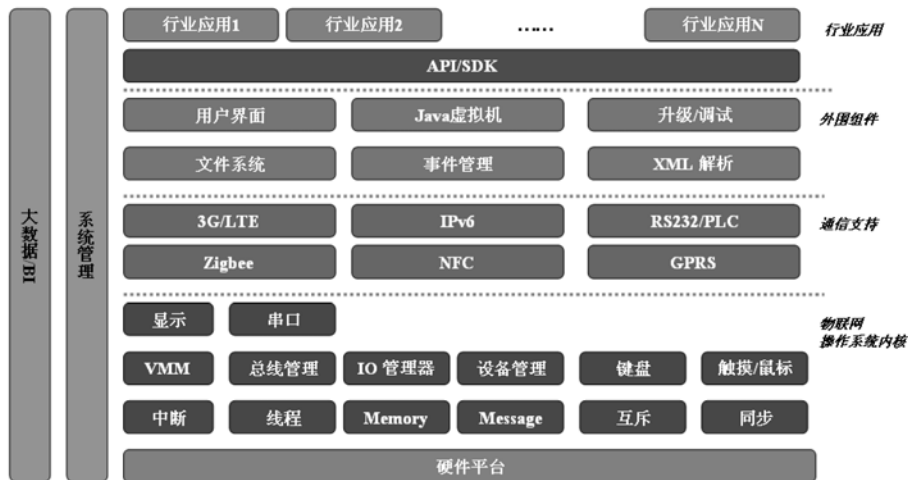 大数据/BI
系统管理
行业应用1 行业应用2 …… 行业应用N 行业应用
API/SDK
用户界面 Java虚拟机 升级/调试 外围组件
文件系统 事件管理 XML 解析
3G/LTE IPv6 RS232/PLC 通信支持
Zigbee NFC GPRS
显示 串口 物联网
操作系统内核
VMM 总线管理 IO 管理器 设备管理 键盘 触摸/鼠标
中断 线程 Memory Message 互斥 同步
硬件平台